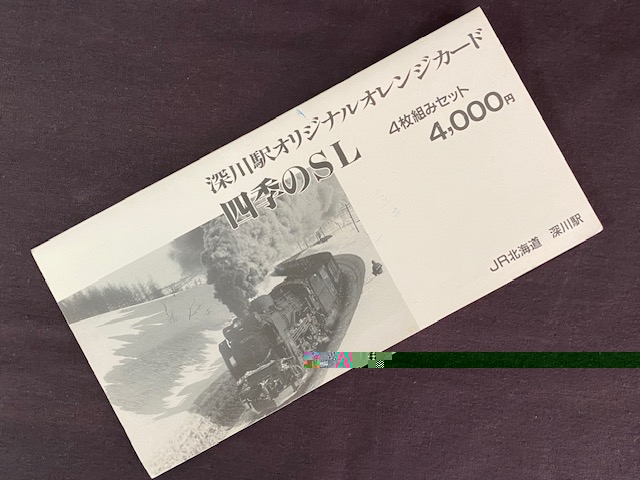 深川駅オリジナルオレンジカード
四季のSL
4枚組みセット
4,000円
JR北海道 深川駅